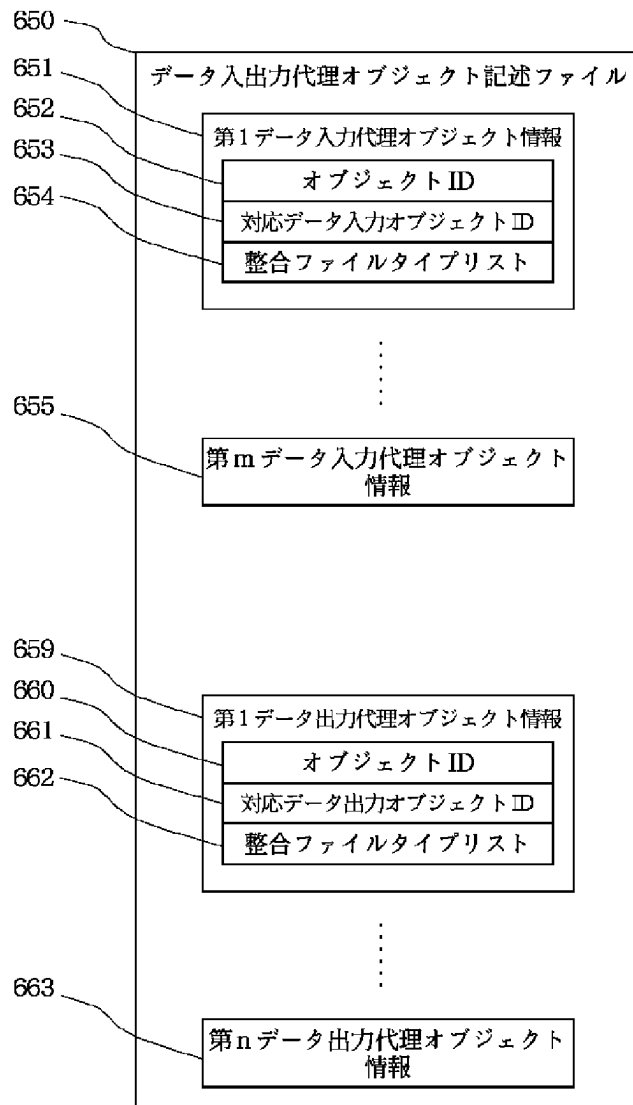 650
データ入出力代理オブジェクト記述ファイル
651
第1データ入力代理オブジェクト情報
652
オブジェクトID
653
対応データ入力オブジェクトID
654
整合ファイルタイプリスト
655
第mデータ入力代理オブジェクト
情報
659
第1データ出力代理オブジェクト情報
660
オブジェクトID
661
対応データ出力オブジェクトID
662
整合ファイルタイプリスト
663
第nデータ出力代理オブジェクト
情報